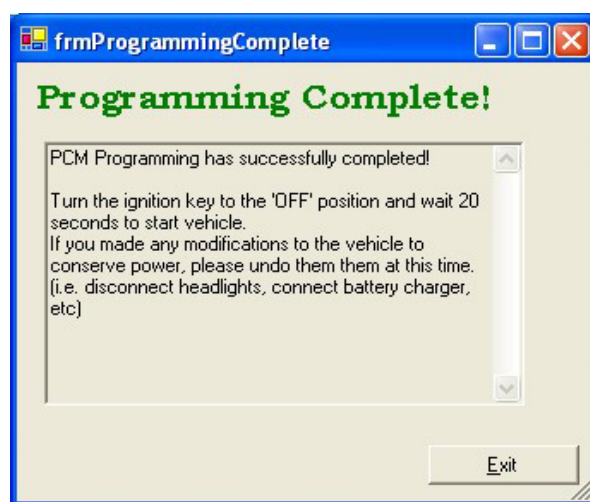 frmProgrammingComplete
Programming Complete!
PCM Programming has successfully completed!
Turn the ignition key to the 'OFF' position and wait 20
seconds to start vehicle.
If you made any modifications to the vehicle to
conserve power, please undo them them at this time.
(i.e. disconnect headlights, connect battery charger,
etc)
Exit